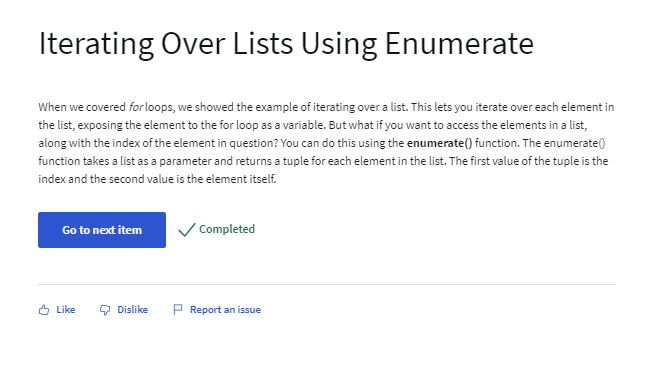 Iterating Over Lists Using Enumerate
When we covered for loops, we showed the example of iterating over a list. This lets you iterate over each element in
the list, exposing the element to the for loop as a variable. But what if you want to access the elements in a list,
along with the index of the element in question? You can do this using the enumerate() function. The enumerate()
function takes a list as a parameter and returns a tuple for each element in the list. The first value of the tuple is the
index and the second value is the element itself.
Go to next item
Completed
Like
Dislike
Report an issue